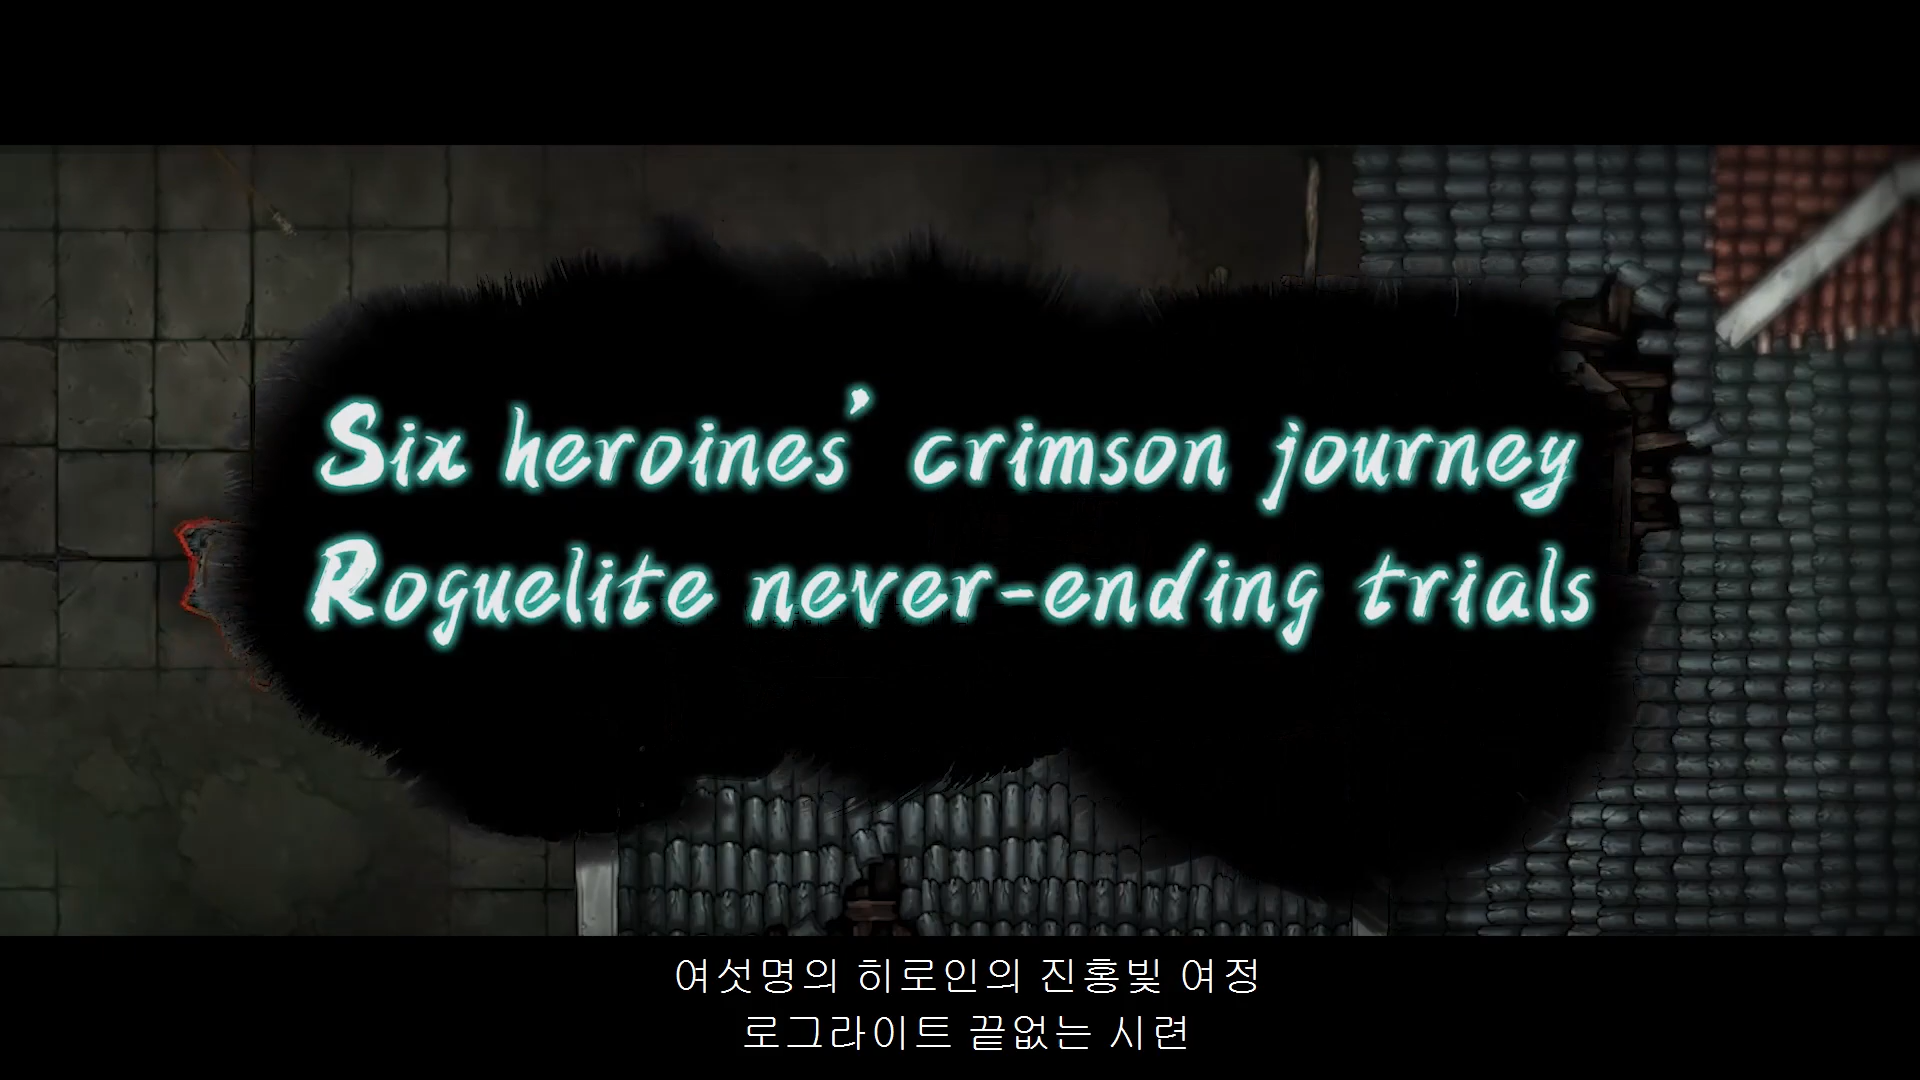 Six heroines' crimson journey
Roguelite never-ending trials
여섯명의 히로인의 진홍빛 여정
로그라이트 끝없는 시련